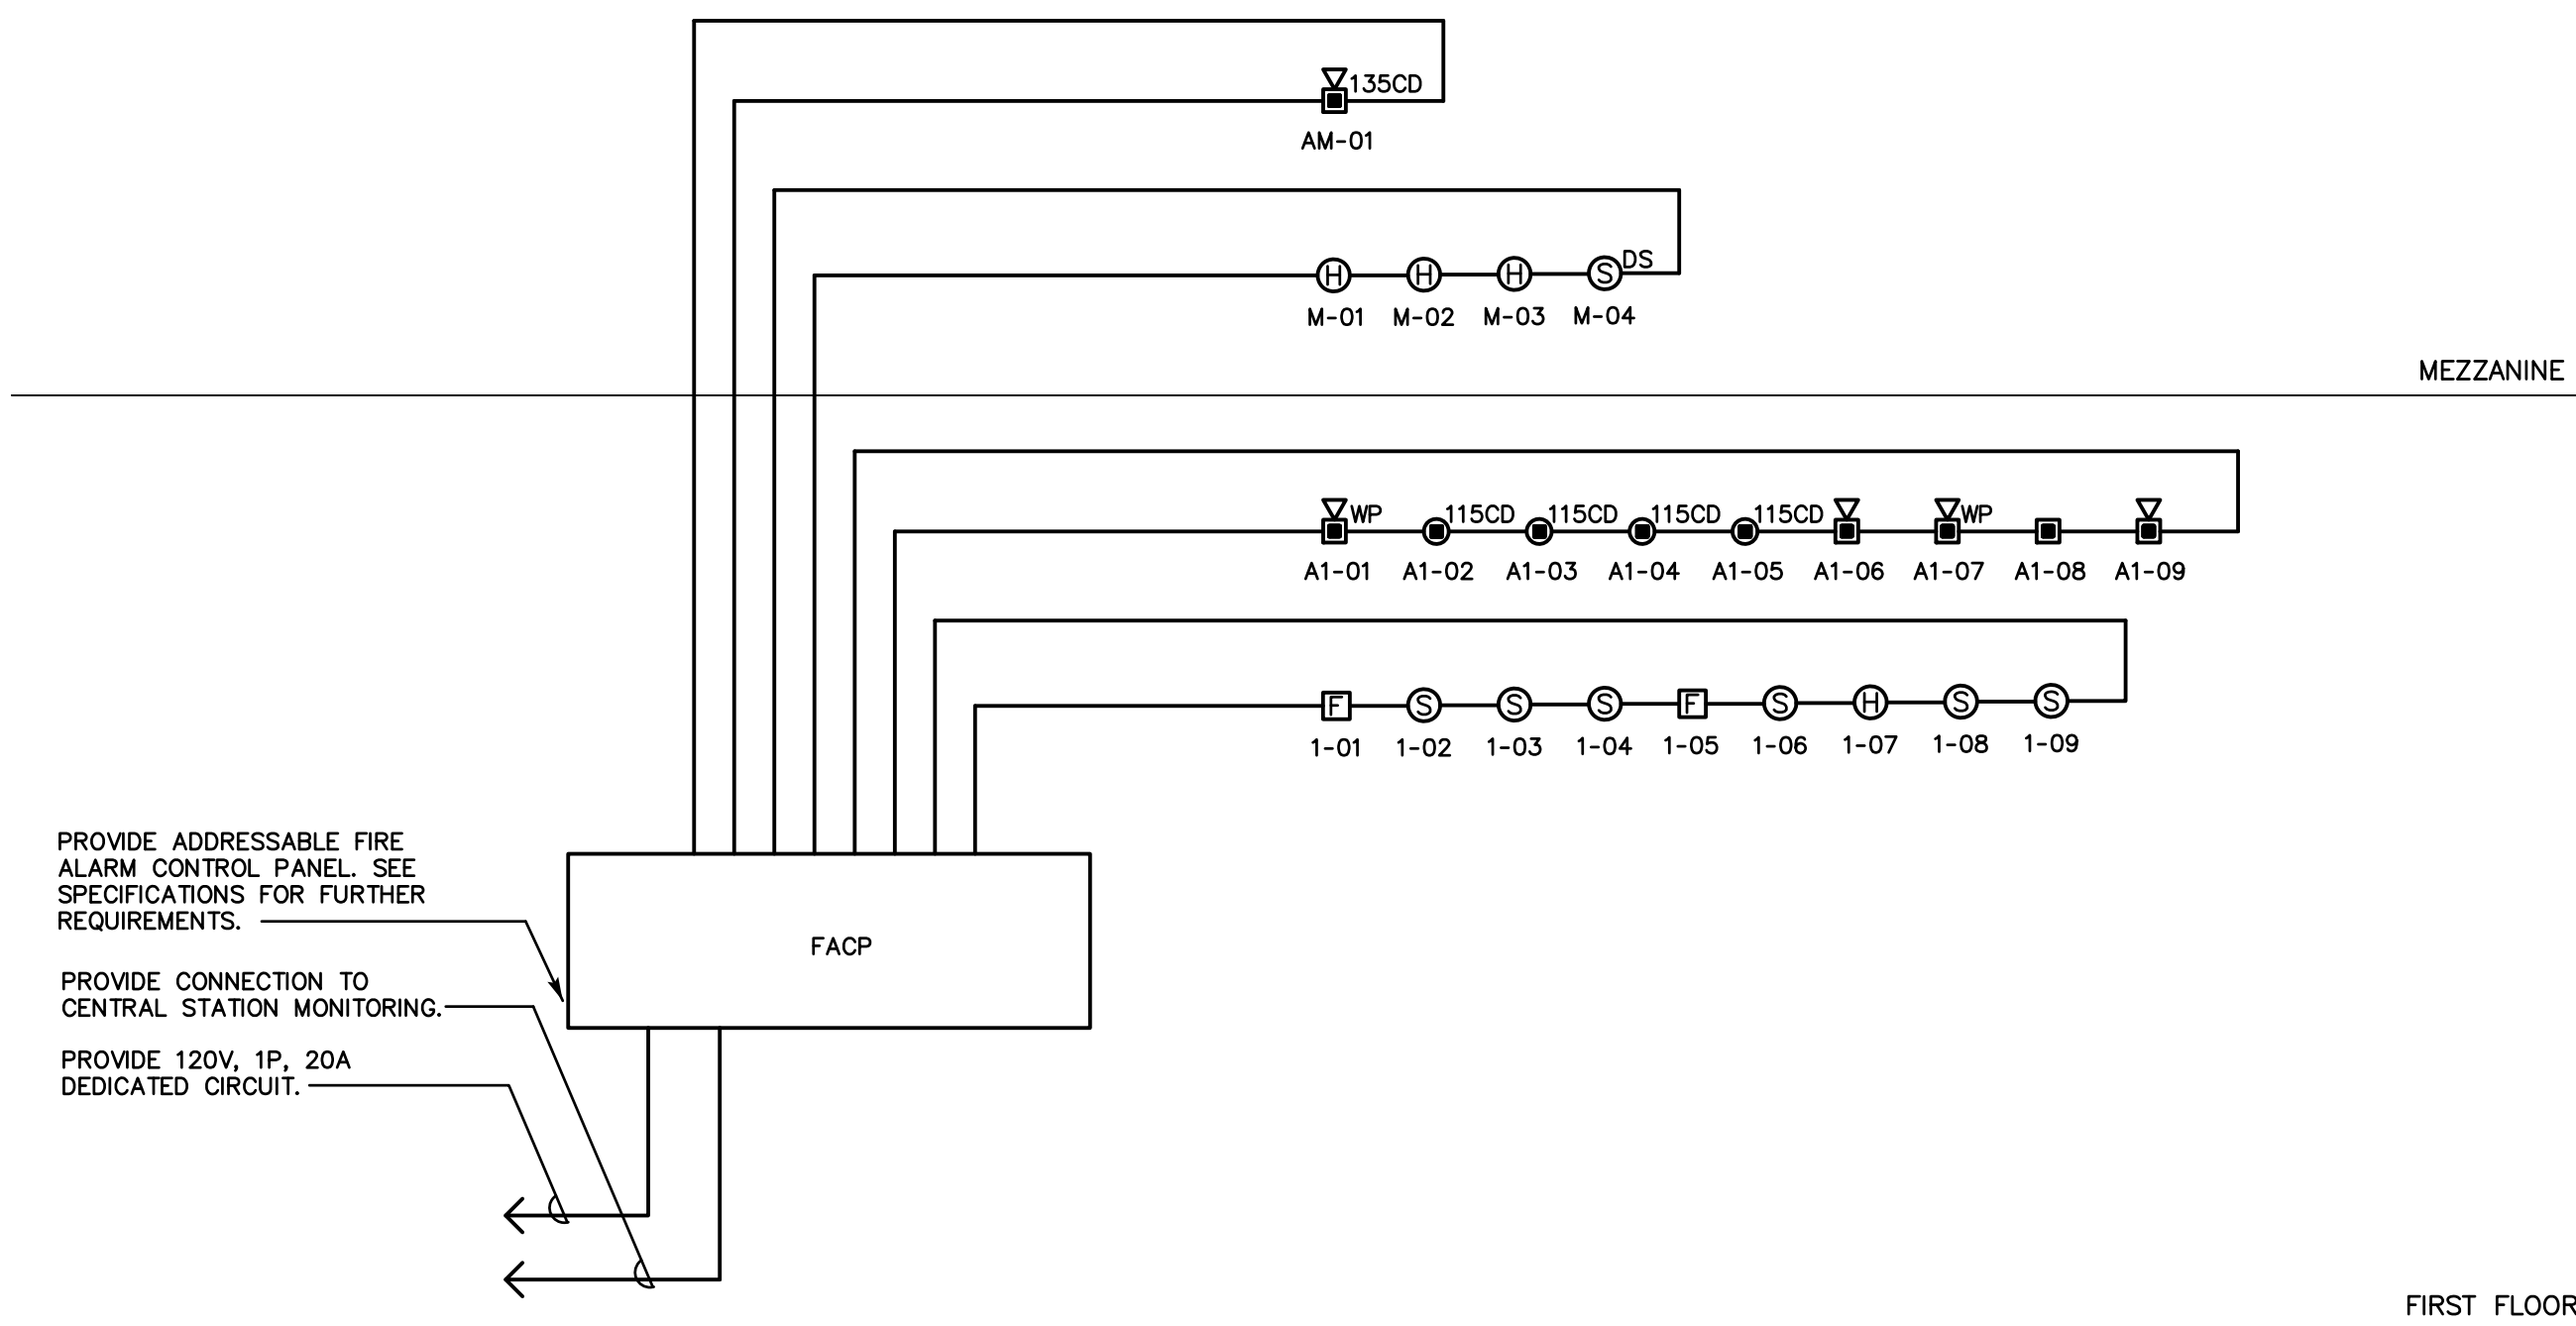 135CD
AM-01
H H H S DS
M-01 M-02 M-03 M-04
MEZZANINE
WP 115CD 115CD 115CD 115CD WP
A1-01 A1-02 A1-03 A1-04 A1-05 A1-06 A1-07 A1-08 A1-09
F S S S F S H S S
1-01 1-02 1-03 1-04 1-05 1-06 1-07 1-08 1-09
PROVIDE ADDRESSABLE FIRE
ALARM CONTROL PANEL. SEE
SPECIFICATIONS FOR FURTHER
REQUIREMENTS.
FACP
PROVIDE CONNECTION TO
CENTRAL STATION MONITORING.
PROVIDE 120V, 1P, 20A
DEDICATED CIRCUIT.
FIRST FLOOR